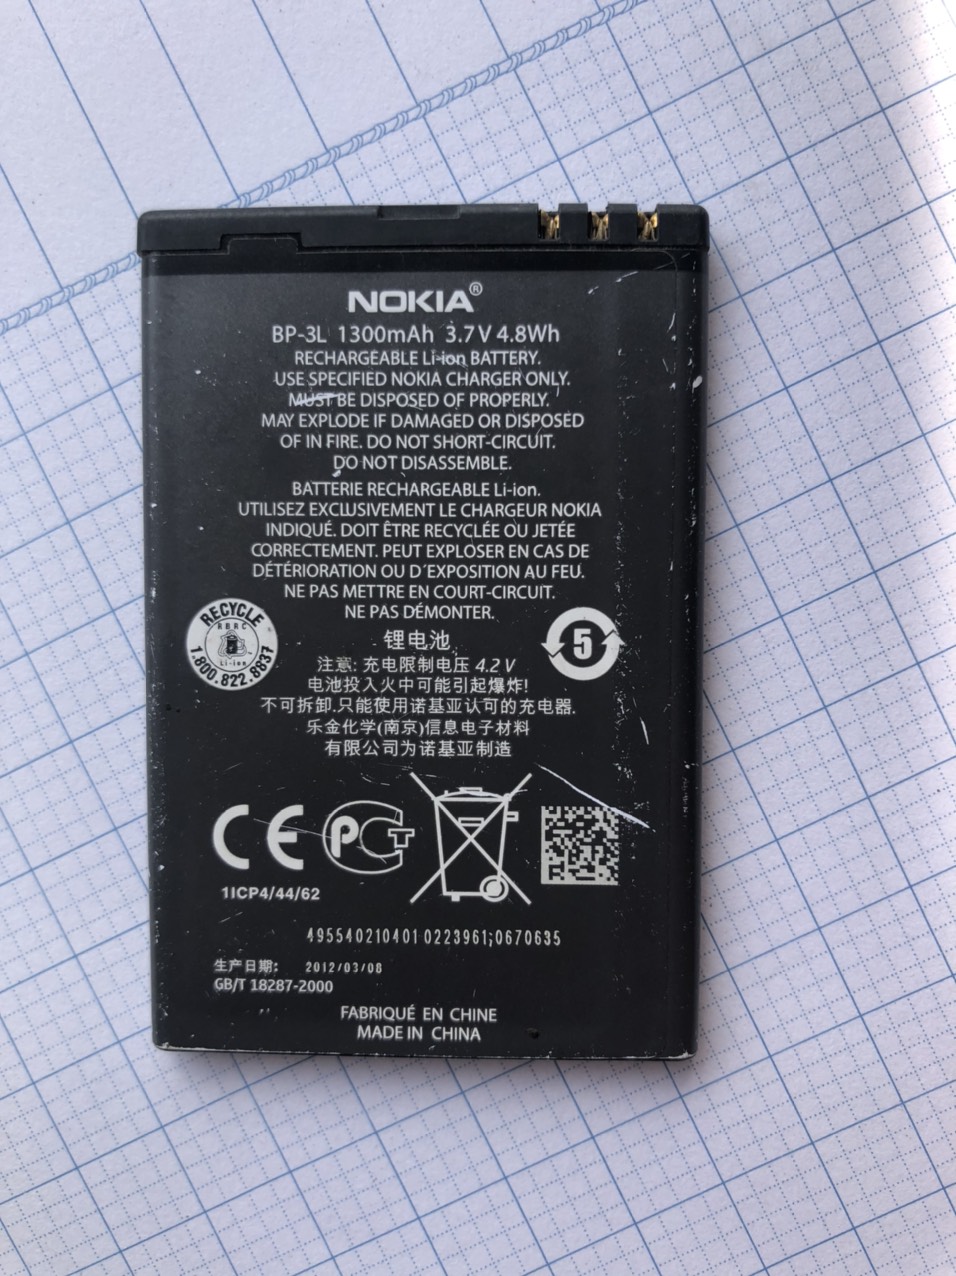 NOKIA®
BP-3L 1300mAh 3.7V 4.8Wh
RECHARGEABLE Li-ion BATTERY.
USE SPECIFIED NOKIA CHARGER ONLY.
MUST BE DISPOSED OF PROPERLY.
MAY EXPLODE IF DAMAGED OR DISPOSED
OF IN FIRE. DO NOT SHORT-CIRCUIT.
DO NOT DISASSEMBLE.
BATTERIE RECHARGEABLE Li-ion.
UTILISEZ EXCLUSIVEMENT LE CHARGEUR NOKIA
INDIQUÉ. DOIT ÊTRE RECYCLÉE OU JETÉE
CORRECTEMENT. PEUT EXPLOSER EN CAS DE
DÉTÉRIORATION OU D'EXPOSITION AU FEU.
NE PAS METTRE EN COURT-CIRCUIT.
NE PAS DÉMONTER.
RECYCLE
RBRC
Li-ion
1.800.822.8837
5
锂电池
注意: 充电限制电压 4.2 V
电池投入火中可能引起爆炸!
不可拆卸.只能使用诺基亚认可的充电器.
乐金化学(南京)信息电子材料
有限公司为诺基亚制造
CE PCT
1ICP4/44/62
4955402104010223961;0670635
生产日期: 2012/03/08
GB/T 18287-2000
FABRIQUÉ EN CHINE
MADE IN CHINA